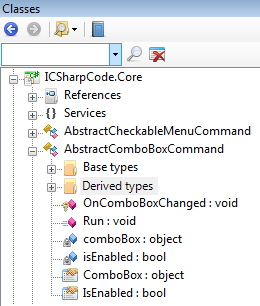 Classes
ICSharpCode.Core
References
{} Services
AbstractCheckableMenuCommand
AbstractComboBoxCommand
Base types
Derived types
OnComboBoxChanged : void
Run : void
comboBox : object
isEnabled : bool
ComboBox : object
IsEnabled : bool